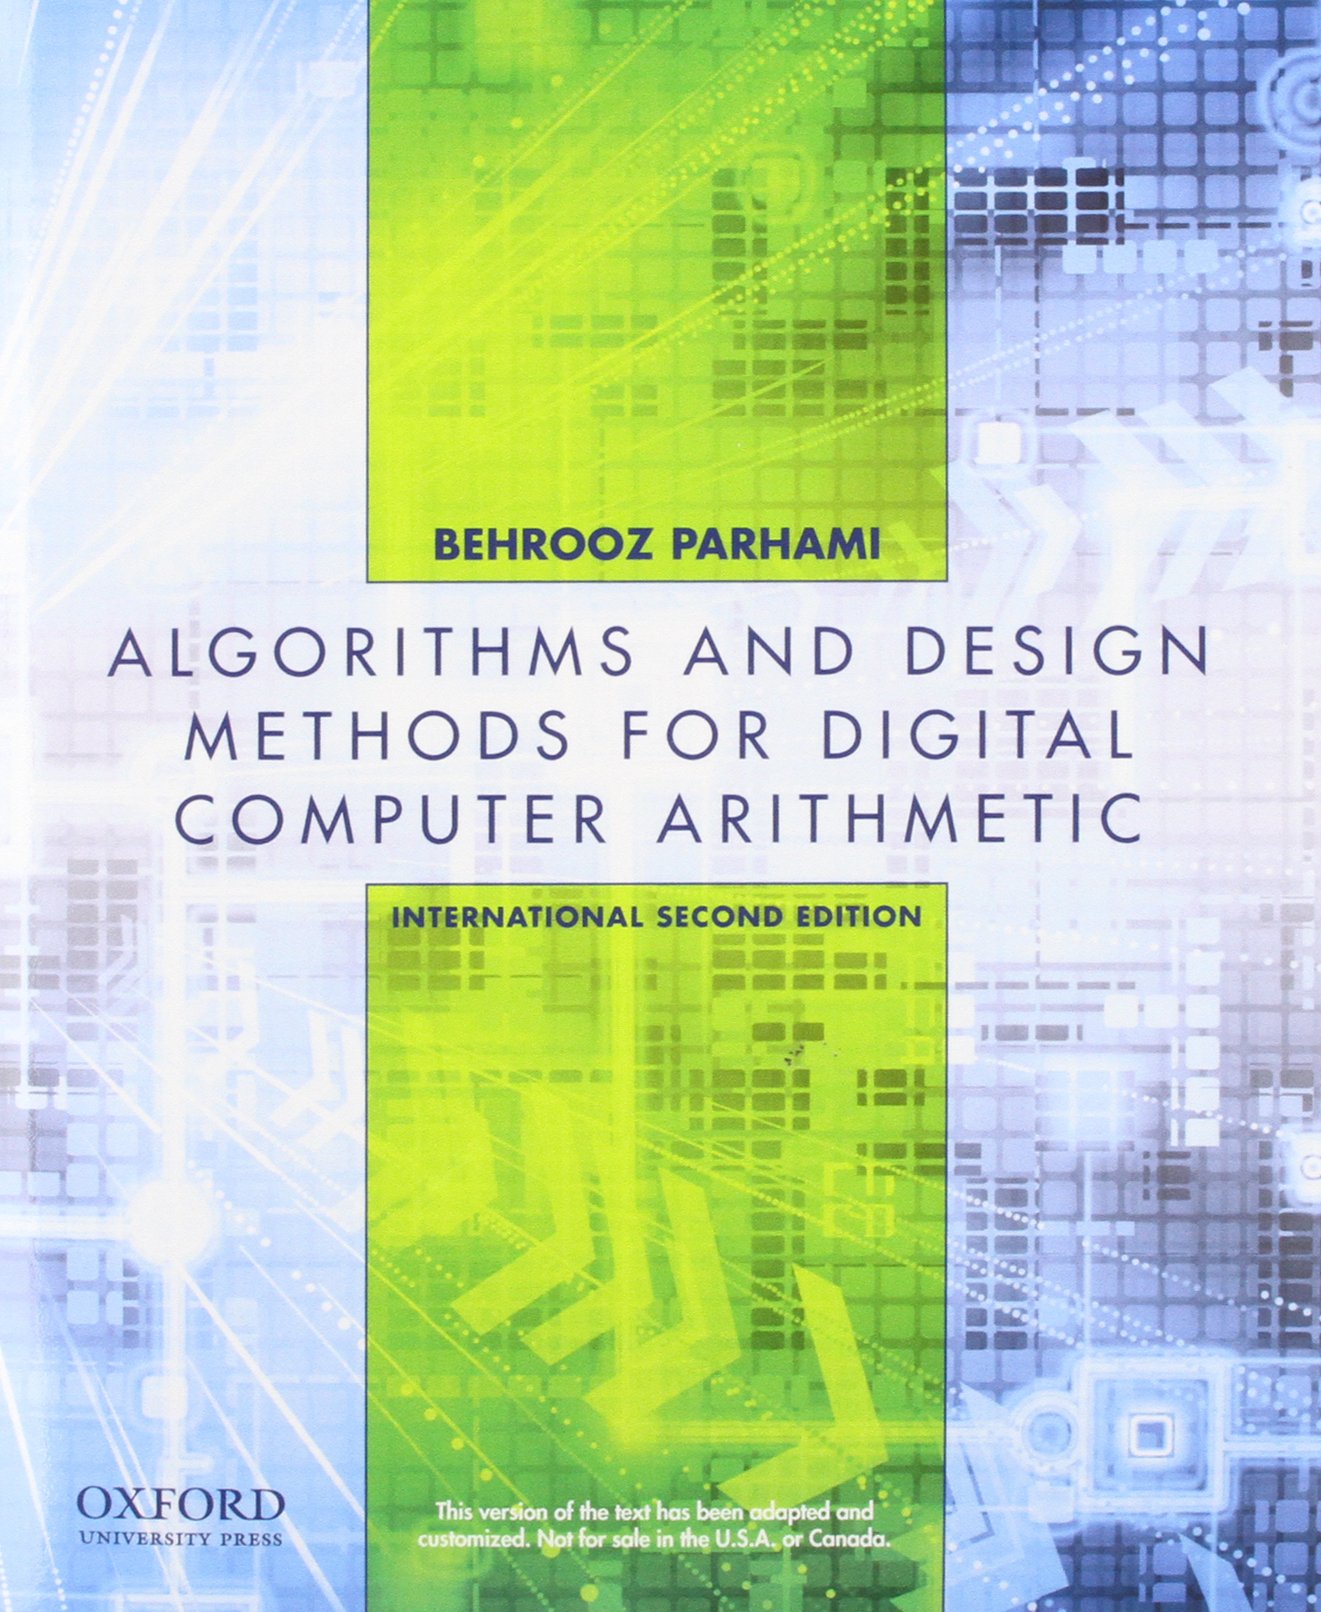 BEHROOZ PARHAMI
ALGORITHMS AND DESIGN
METHODS FOR DIGITAL
COMPUTER ARITHMETIC
INTERNATIONAL SECOND EDITION
This version of the text has been adapted and
customized. Not for sale in the U.S.A. or Canada.
OXFORD
UNIVERSITY PRESS